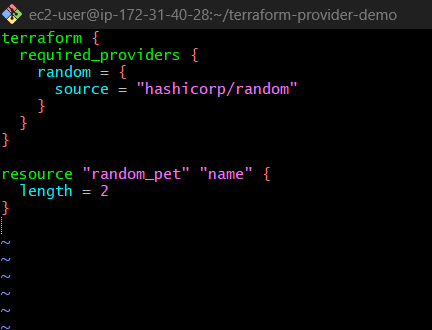 ec2-user@ip-172-31-40-28:~/terraform-provider-demo
terraform {
  required_providers {
    random = {
      source = "hashicorp/random"
    }
  }
}

resource "random_pet" "name" {
  length = 2
}

~
~
~
~
~
~